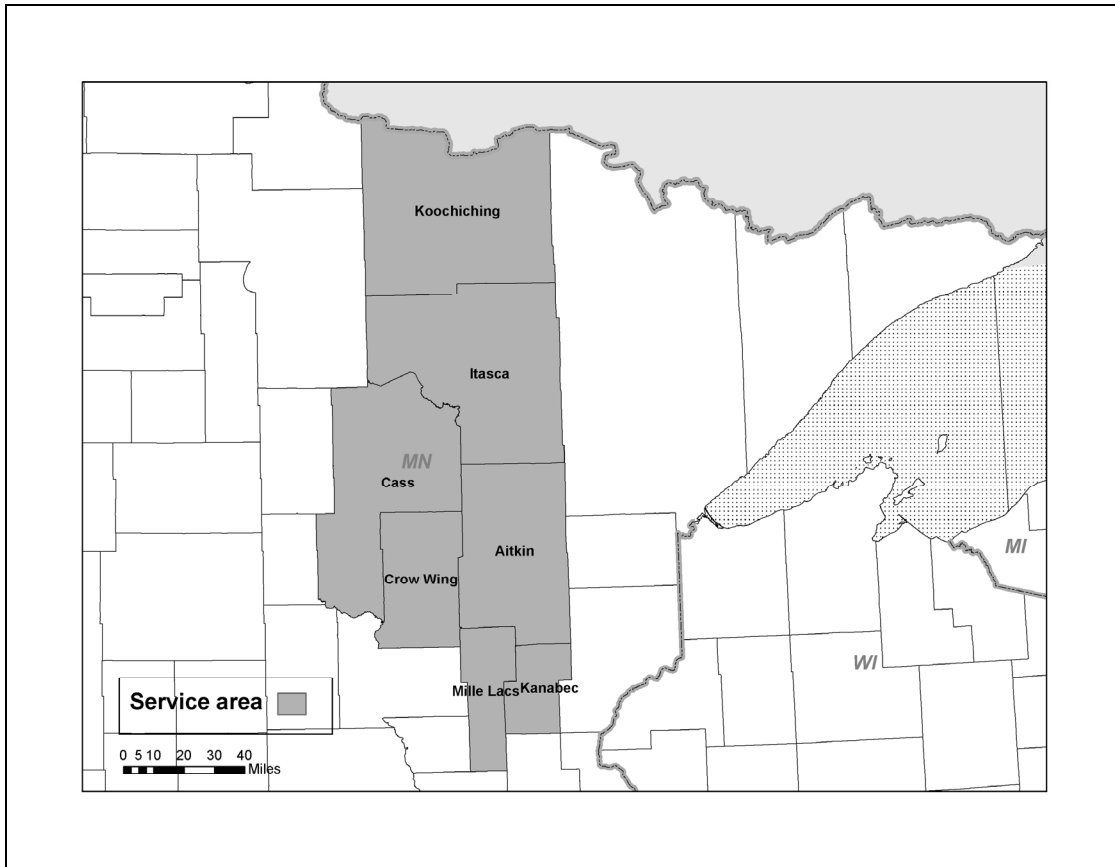 Koochiching
Itasca
MN
Cass
Aitkin
MI
Crow Wing
WI
Mille Lacs
Kanabec
Service area
0 5 10 20 30 40
Miles